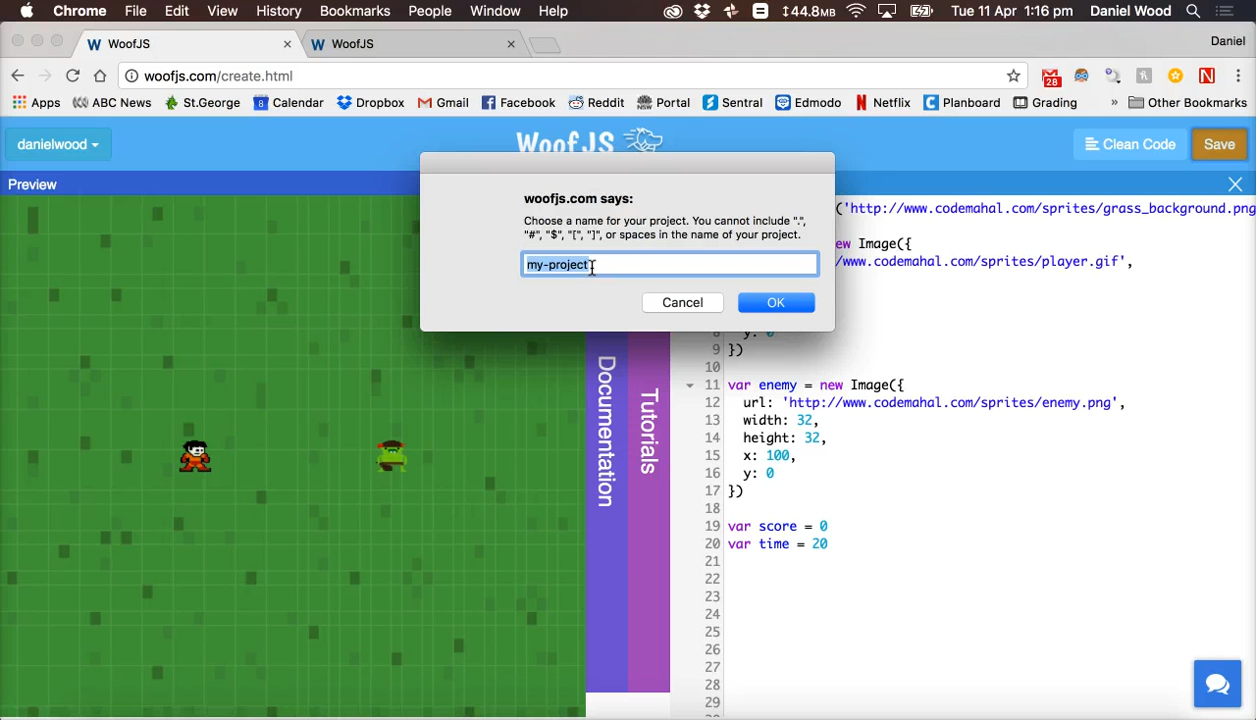 Chrome File Edit View History Bookmarks People Window Help 44.8MB Tue 11 Apr 1:16 pm Daniel Wood
WoofJS WoofJS Daniel
woofjs.com/create.html 28
Apps ABC News St.George 8 Calendar Dropbox Gmail Facebook Reddit Portal Sentral Edmodo Netflix Planboard Grading » Other Bookmarks
danielwood WoofJS Clean Code Save
Preview
woofjs.com says:
Choose a name for your project. You cannot include ".",
"#", "$", "[", "]", or spaces in the name of your project.
my-project
Cancel OK
Documentation
Tutorials
('http://www.codemahal.com/sprites/grass_background.png
ew Image({
//www.codemahal.com/sprites/player.gif',
8 y: 0
9 })
10
11 var enemy = new Image({
12 url: 'http://www.codemahal.com/sprites/enemy.png',
13 width: 32,
14 height: 32,
15 x: 100,
16 y: 0
17 })
18
19 var score = 0
20 var time = 20
21
22
23
24
25
26
27
28
29